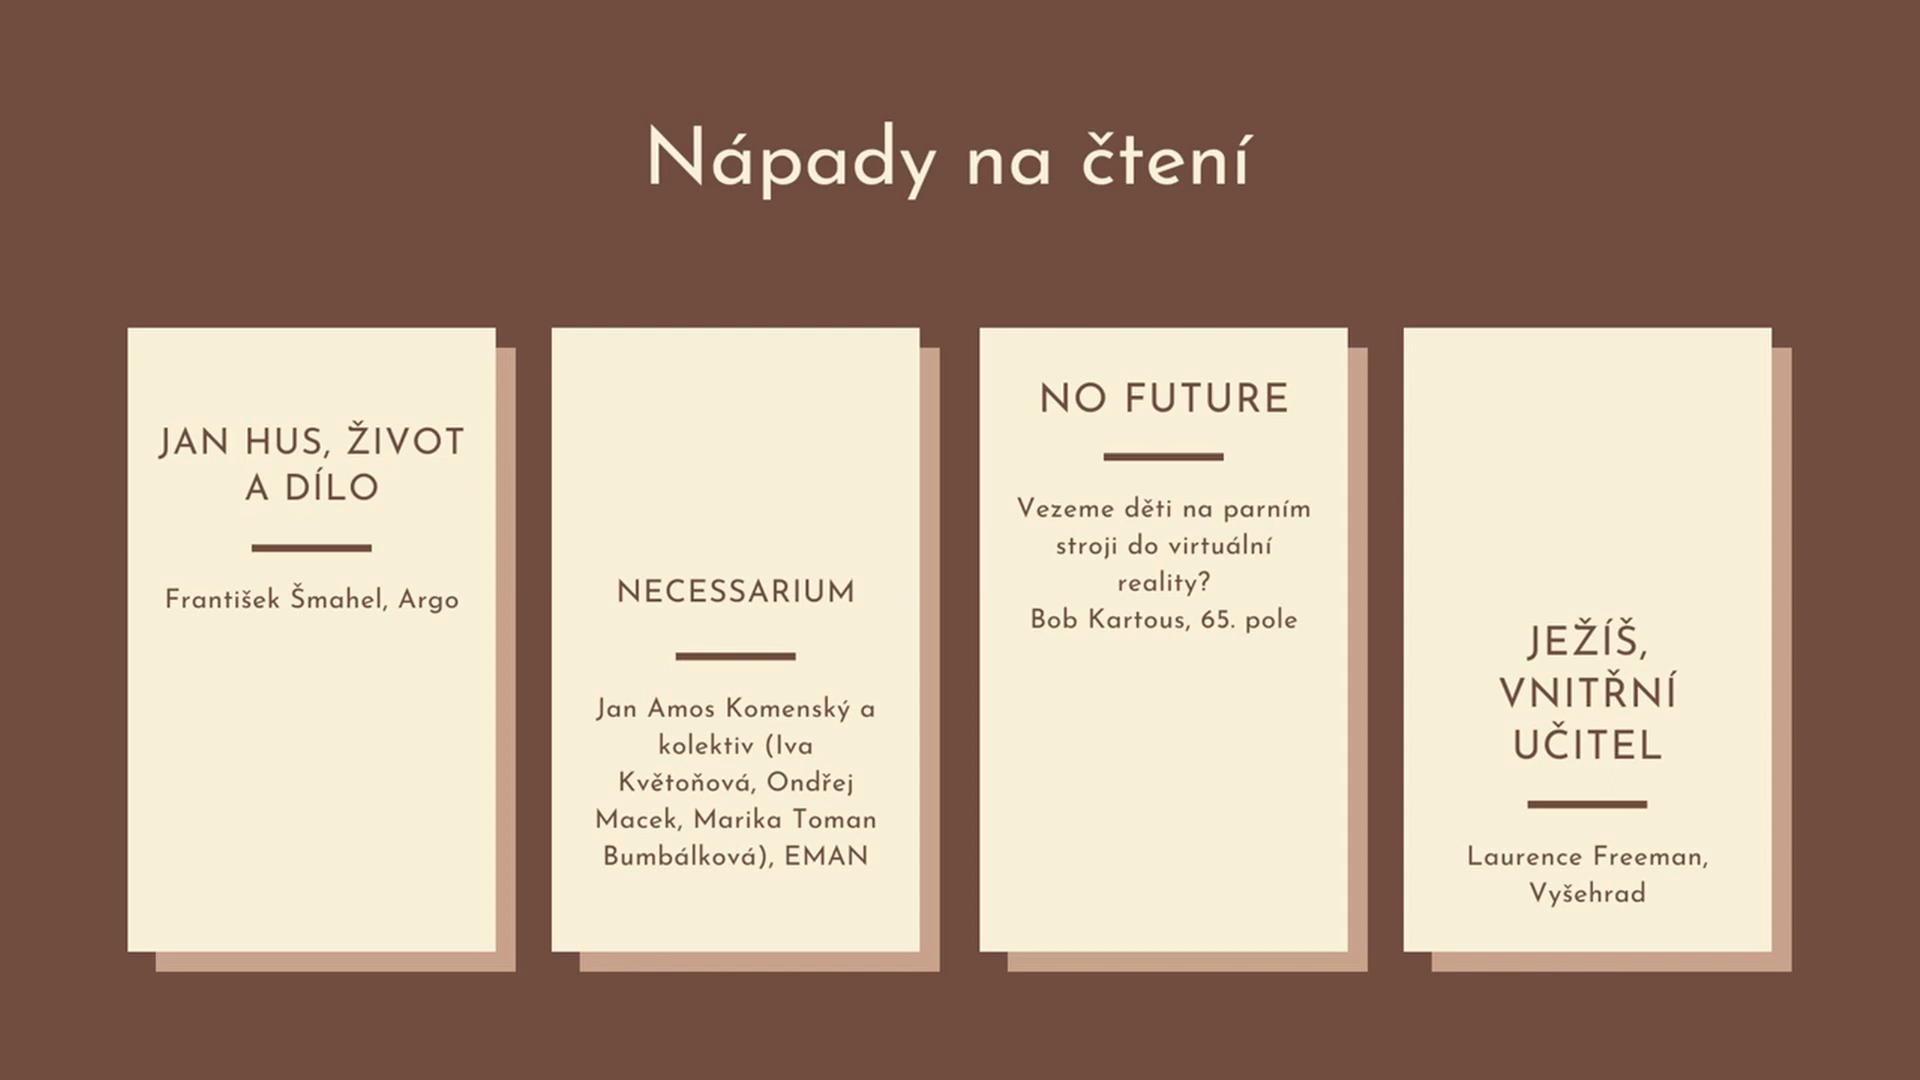 Nápady na čtení
JAN HUS, ŽIVOT
A DÍLO
František Šmahel, Argo
NECESSARIUM
Jan Amos Komenský a
kolektiv (Iva
Květoňová, Ondřej
Macek, Marika Toman
Bumbálková), EMAN
NO FUTURE
Vezeme děti na parním
stroji do virtuální
reality?
Bob Kartous, 65. pole
JEŽÍŠ,
VNITŘNÍ
UČITEL
Laurence Freeman,
Vyšehrad